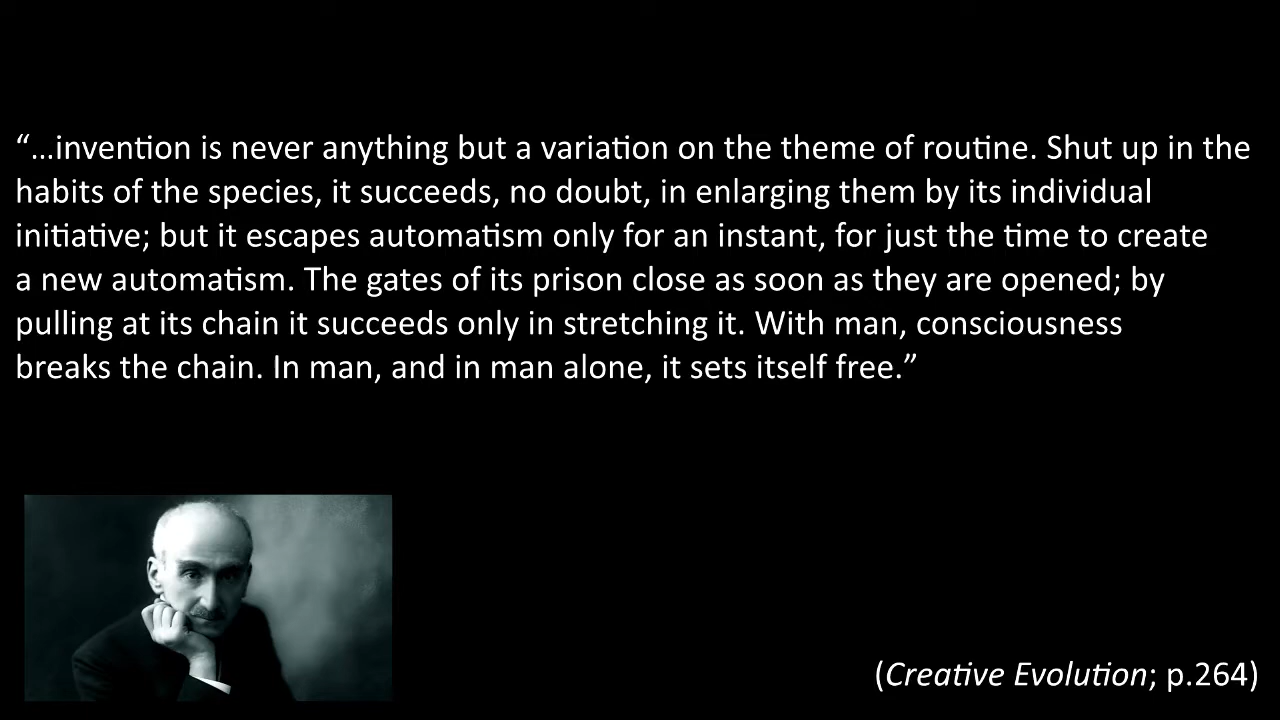 “…invention is never anything but a variation on the theme of routine. Shut up in the
habits of the species, it succeeds, no doubt, in enlarging them by its individual
initiative; but it escapes automatism only for an instant, for just the time to create
a new automatism. The gates of its prison close as soon as they are opened; by
pulling at its chain it succeeds only in stretching it. With man, consciousness
breaks the chain. In man, and in man alone, it sets itself free.”
(Creative Evolution; p.264)